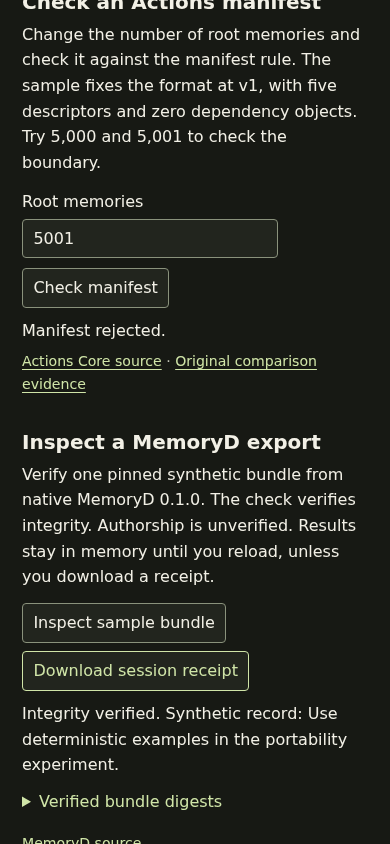 Check an Actions manifest
Change the number of root memories and
check it against the manifest rule. The
sample fixes the format at v1, with five
descriptors and zero dependency objects.
Try 5,000 and 5,001 to check the
boundary.
Root memories
5001
Check manifest
Manifest rejected.
Actions Core source · Original comparison
evidence
Inspect a MemoryD export
Verify one pinned synthetic bundle from
native MemoryD 0.1.0. The check verifies
integrity. Authorship is unverified. Results
stay in memory until you reload, unless
you download a receipt.
Inspect sample bundle
Download session receipt
Integrity verified. Synthetic record: Use
deterministic examples in the portability
experiment.
Verified bundle digests
MemoryD source